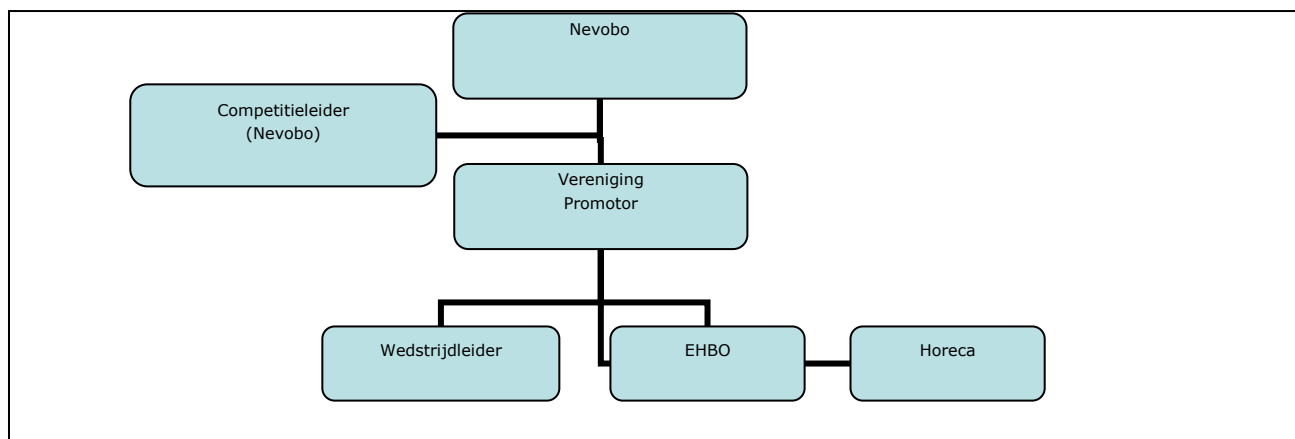 Nevobo
Competitieleider
(Nevobo)
Vereniging
Promotor
Wedstrijdleider
EHBO
Horeca